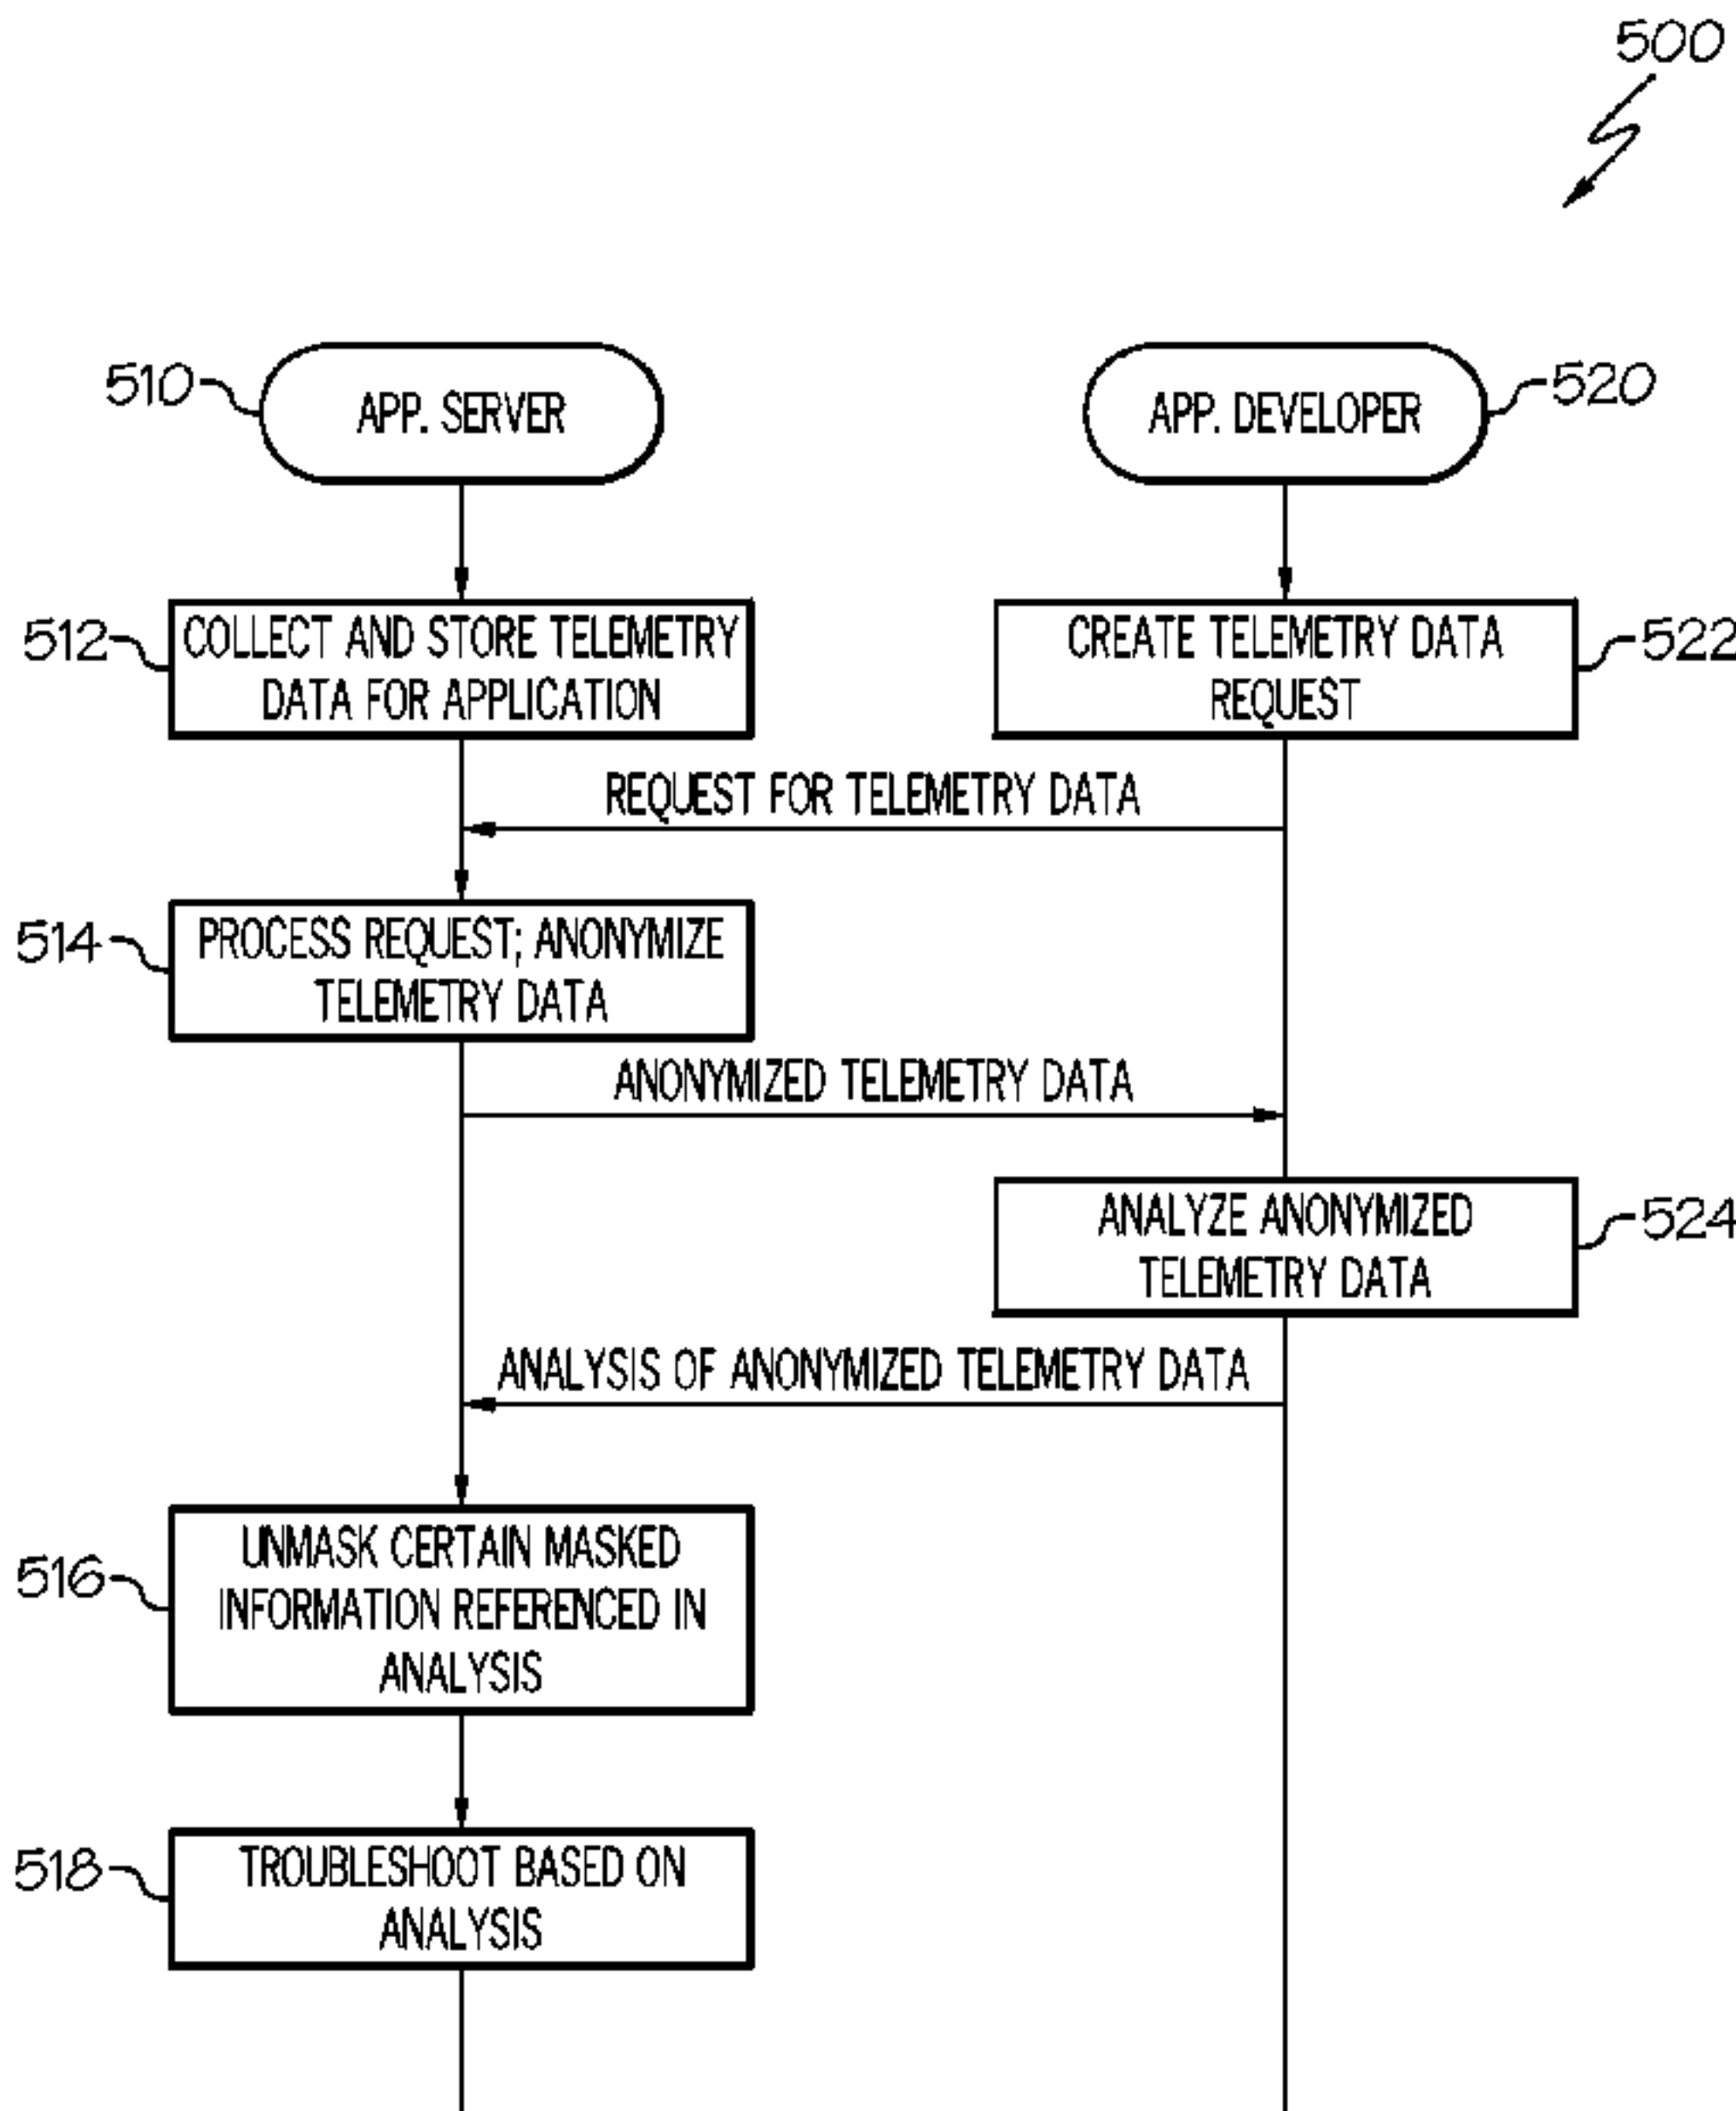 500
510
APP. SERVER
APP. DEVELOPER
520
512
COLLECT AND STORE TELEMETRY
DATA FOR APPLICATION
CREATE TELEMETRY DATA
REQUEST
522
REQUEST FOR TELEMETRY DATA
514
PROCESS REQUEST; ANONYMIZE
TELEMETRY DATA
ANONYMIZED TELEMETRY DATA
ANALYZE ANONYMIZED
TELEMETRY DATA
524
ANALYSIS OF ANONYMIZED TELEMETRY DATA
516
UNMASK CERTAIN MASKED
INFORMATION REFERENCED IN
ANALYSIS
518
TROUBLESHOOT BASED ON
ANALYSIS